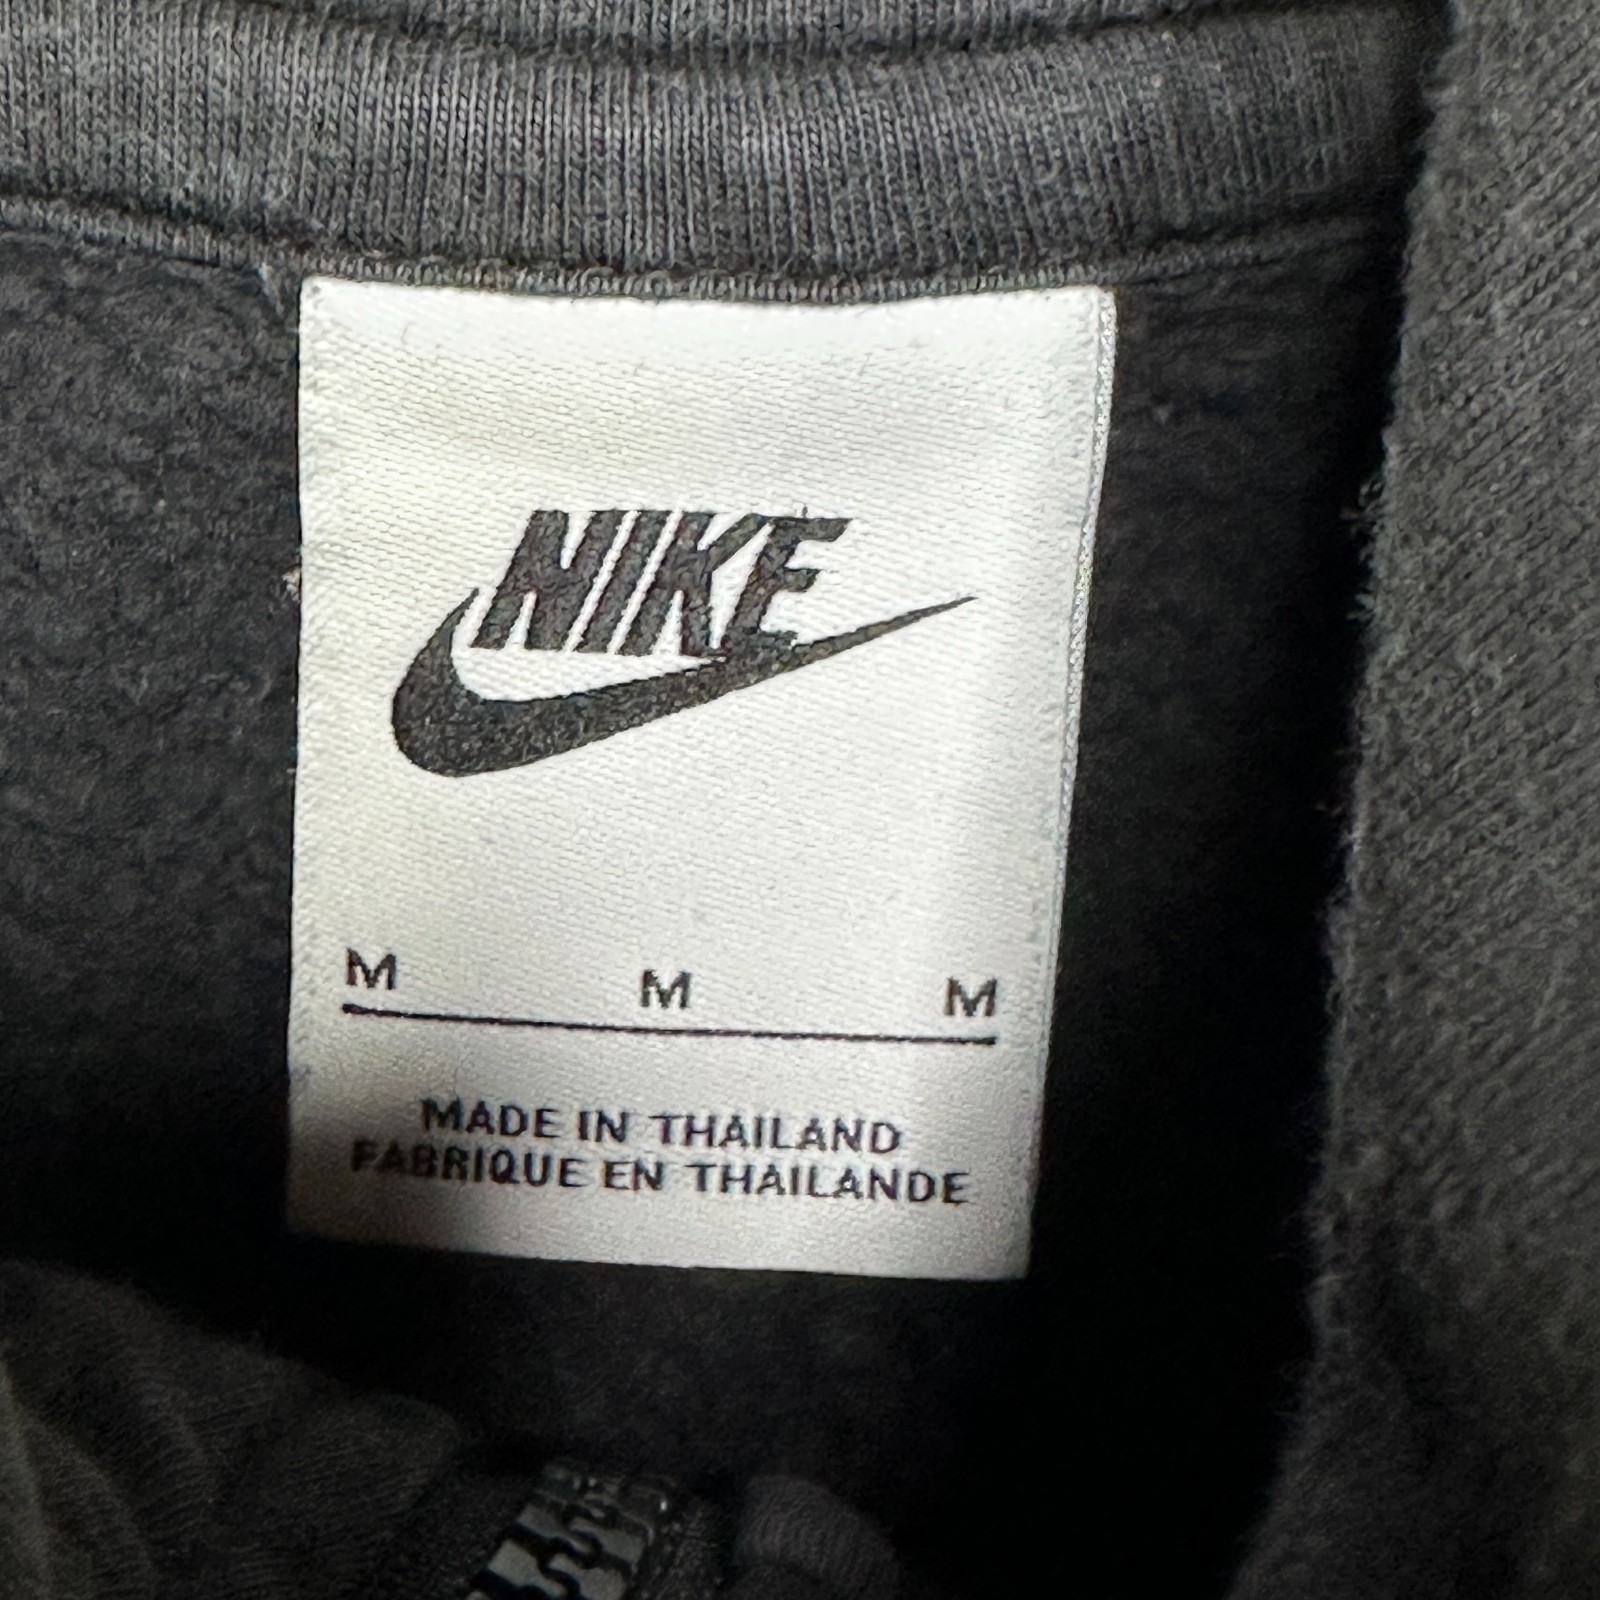 NIKE
M M M
MADE IN THAILAND
FABRIQUE EN THAILANDE